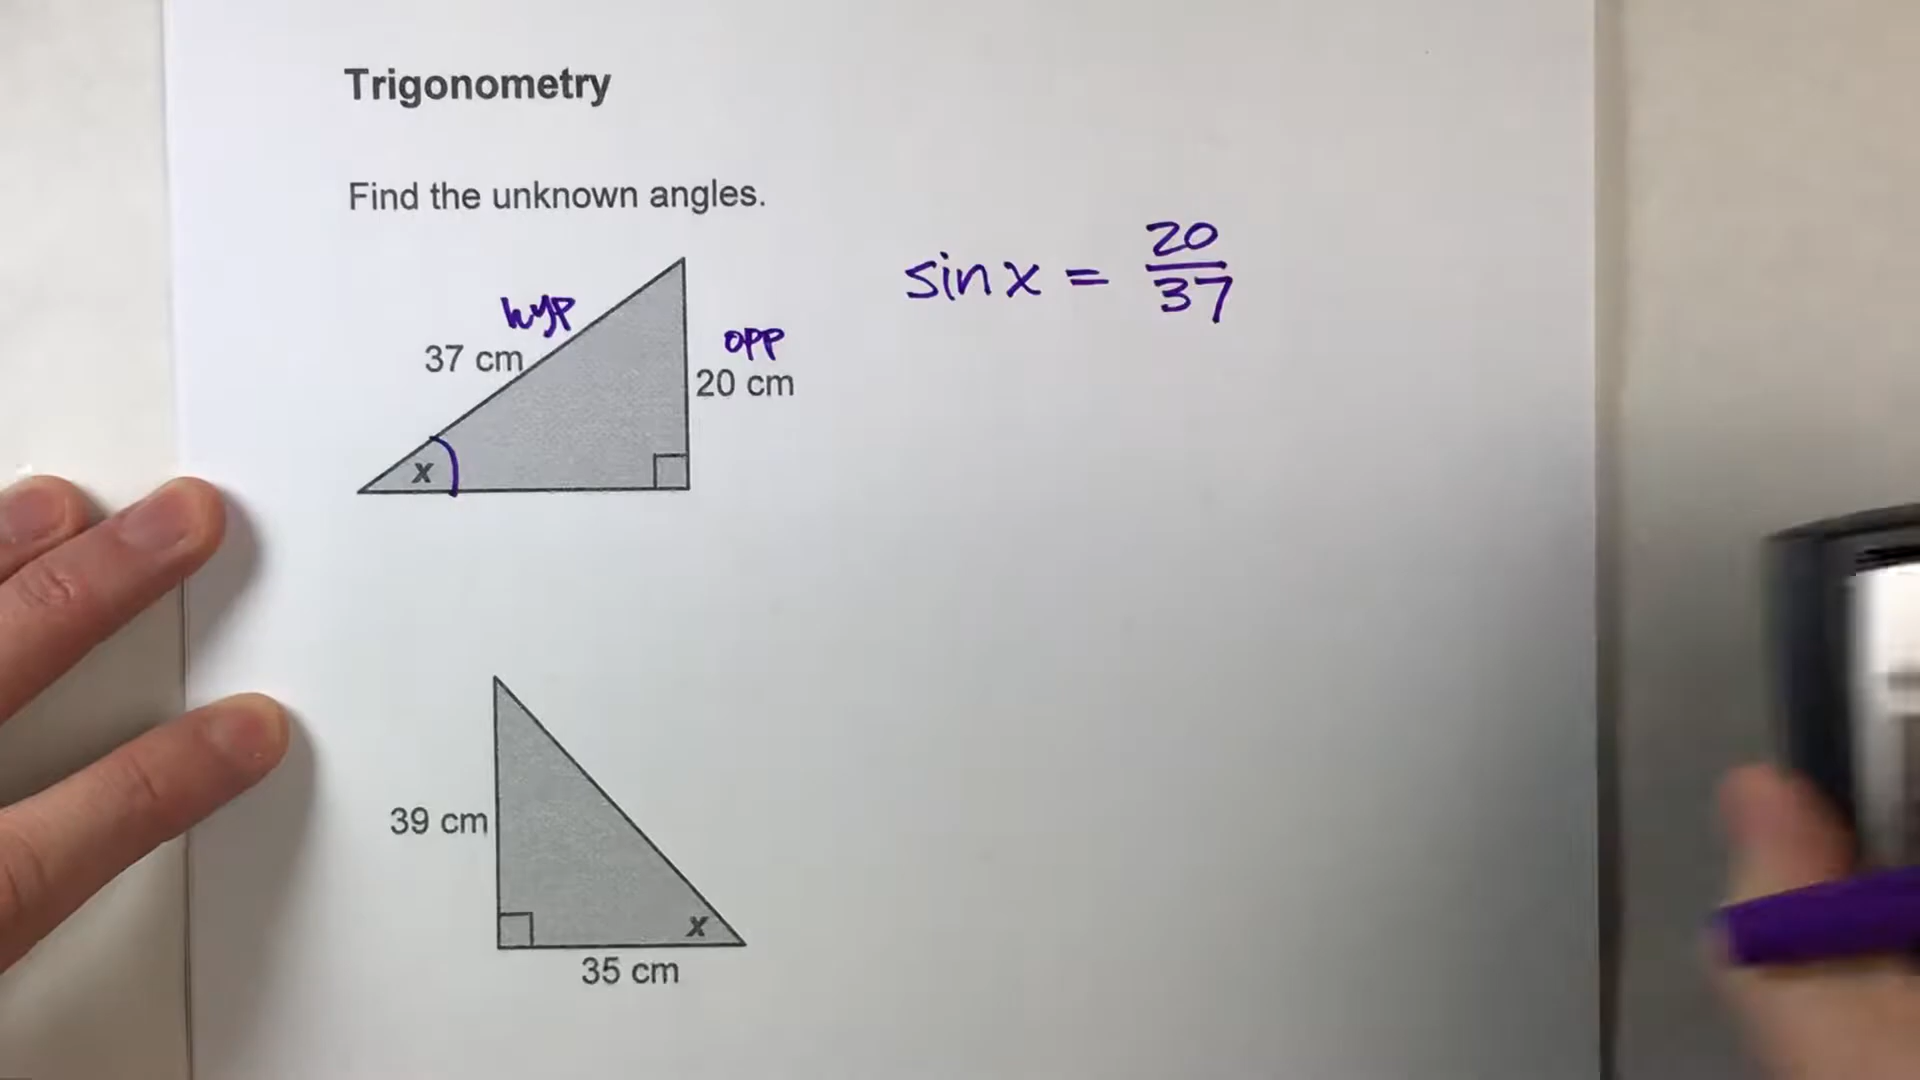 Trigonometry
Find the unknown angles.
sin x = 20/37
hyp
37 cm
opp
20 cm
x
39 cm
x
35 cm